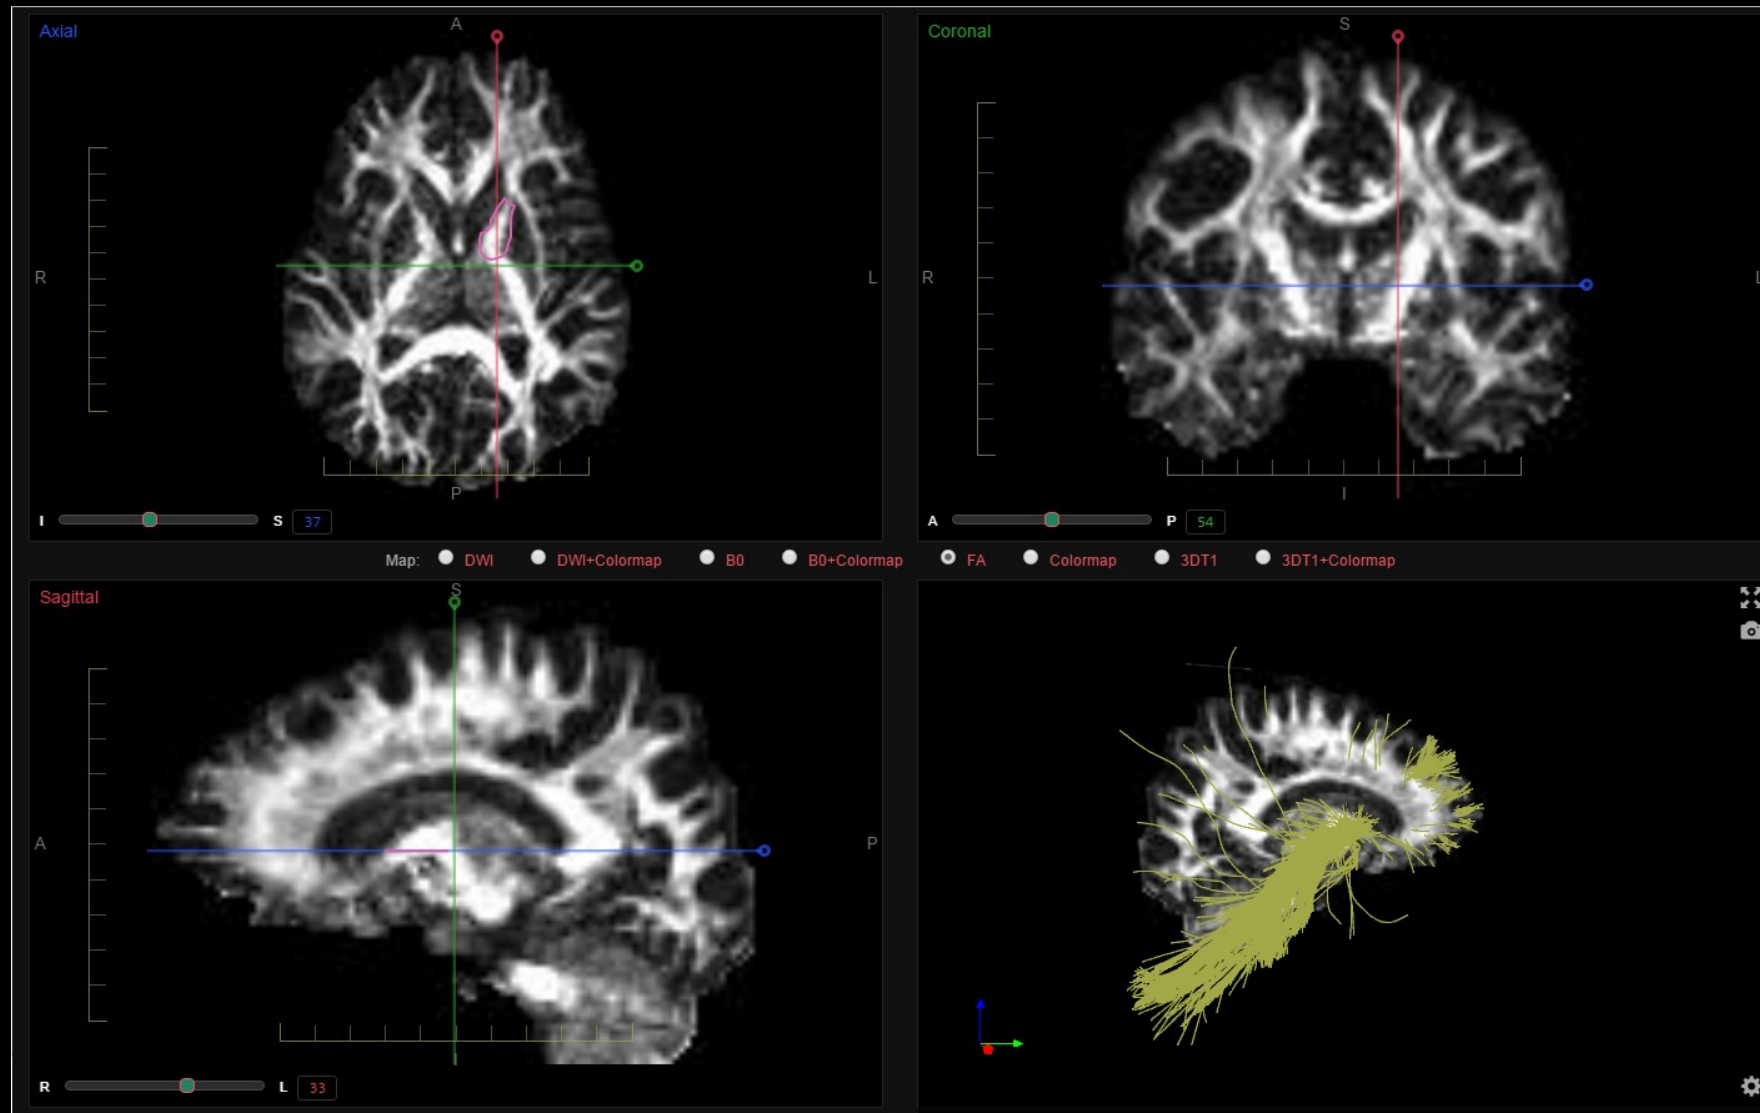 Axial
A
R
L
P
I S 37
Coronal
S
R
L
I
A P 54
Map: DWI DWI+Colormap B0 B0+Colormap FA Colormap 3DT1 3DT1+Colormap
Sagittal
S
A
P
I
R L 33